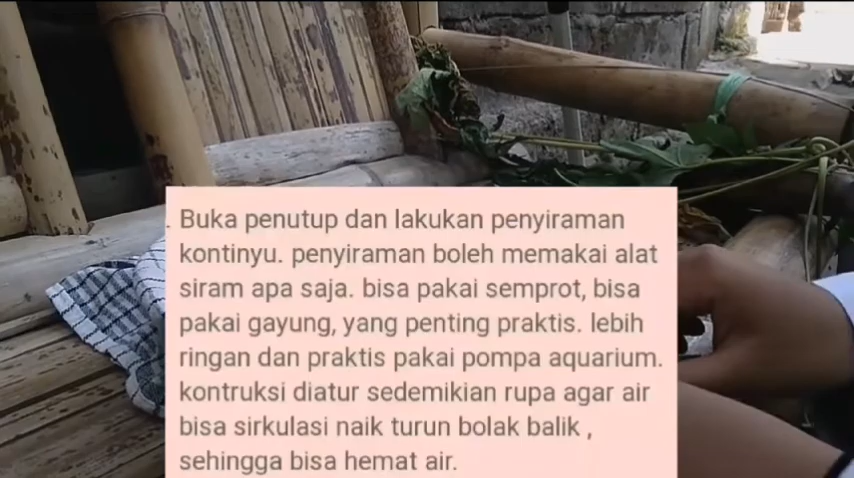 . Buka penutup dan lakukan penyiraman
kontinyu. penyiraman boleh memakai alat
siram apa saja. bisa pakai semprot, bisa
pakai gayung, yang penting praktis. lebih
ringan dan praktis pakai pompa aquarium.
kontruksi diatur sedemikian rupa agar air
bisa sirkulasi naik turun bolak balik ,
sehingga bisa hemat air.